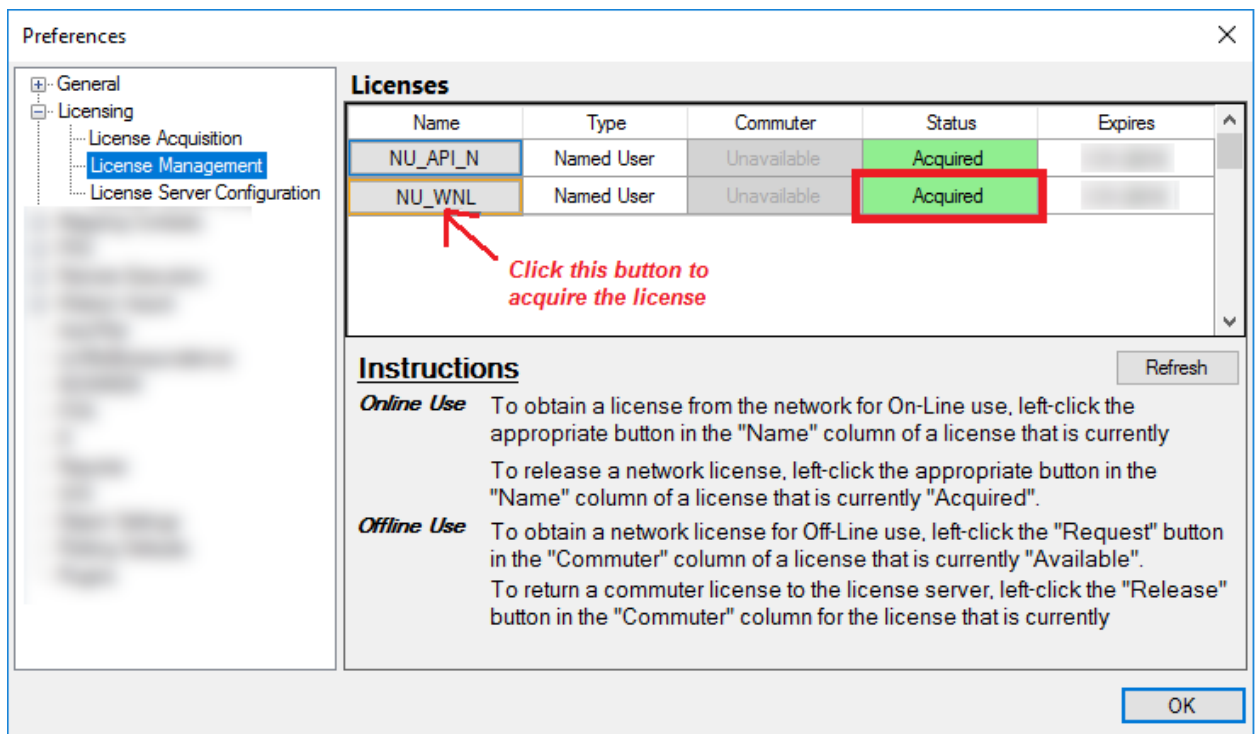 Preferences
General
Licensing
License Acquisition
License Management
License Server Configuration
Licenses
Name Type Commuter Status Expires
NU_API_N Named User Unavailable Acquired
NU_WNL Named User Unavailable Acquired
Click this button to
acquire the license
Instructions
Refresh
Online Use To obtain a license from the network for On-Line use, left-click the
appropriate button in the "Name" column of a license that is currently
To release a network license, left-click the appropriate button in the
"Name" column of a license that is currently "Acquired".
Offline Use To obtain a network license for Off-Line use, left-click the "Request" button
in the "Commuter" column of a license that is currently "Available".
To return a commuter license to the license server, left-click the "Release"
button in the "Commuter" column for the license that is currently
OK